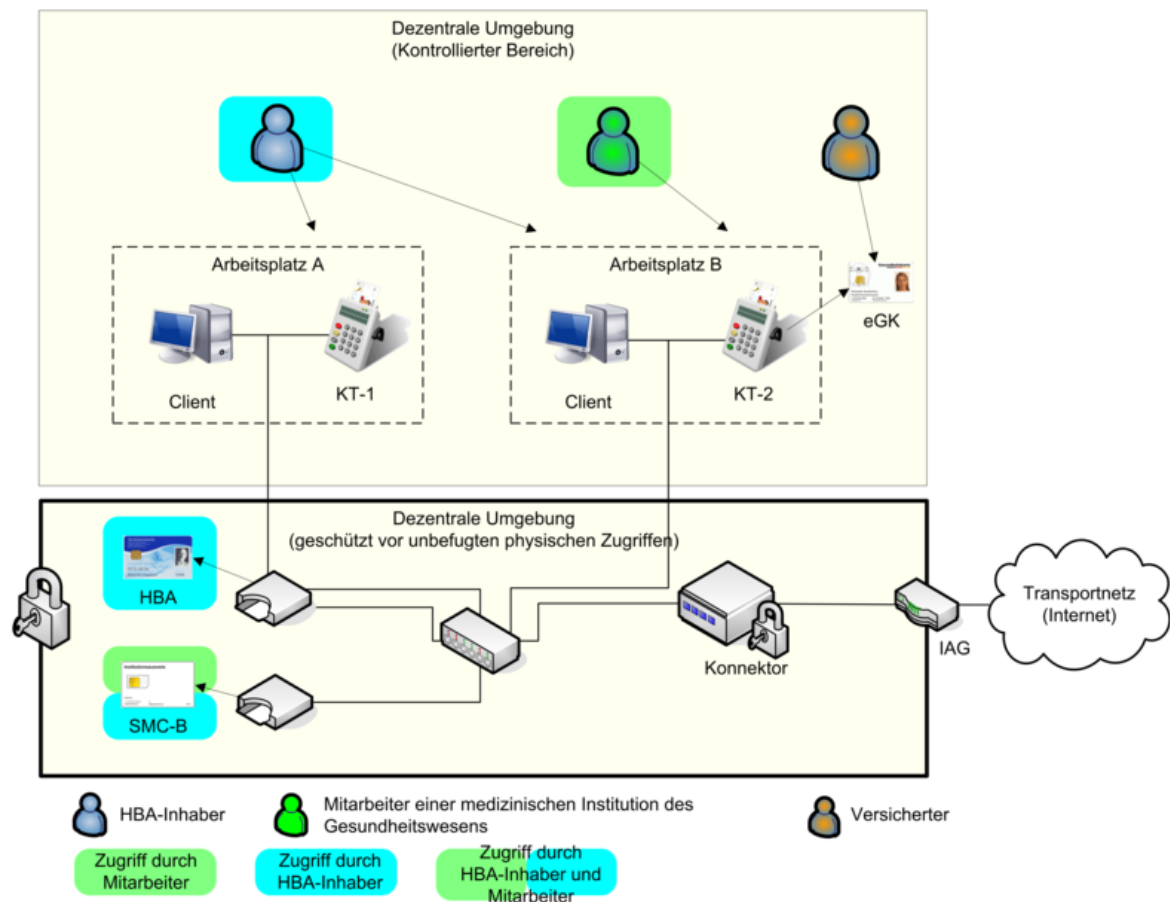 Dezentrale Umgebung
(Kontrollierter Bereich)
Arbeitsplatz A
Arbeitsplatz B
eGK
Client
KT-1
Client
KT-2
Dezentrale Umgebung
(geschützt vor unbefugten physischen Zugriffen)
HBA
SMC-B
Konnektor
IAG
Transportnetz
(Internet)
HBA-Inhaber
Mitarbeiter einer medizinischen Institution des
Gesundheitswesens
Versicherter
Zugriff durch
Mitarbeiter
Zugriff durch
HBA-Inhaber
Zugriff durch
HBA-Inhaber und
Mitarbeiter